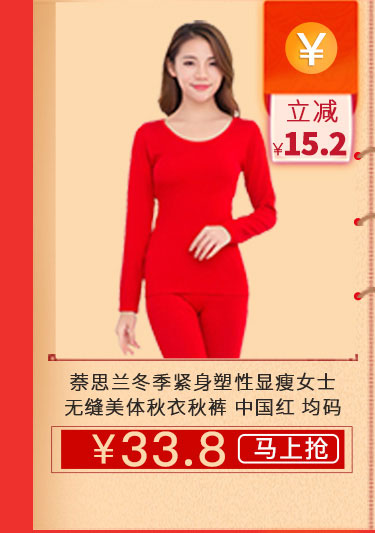 ¥
立减
¥15.2
萘思兰冬季紧身塑性显瘦女士
无缝美体秋衣秋裤 中国红 均码
¥33.8 马上抢